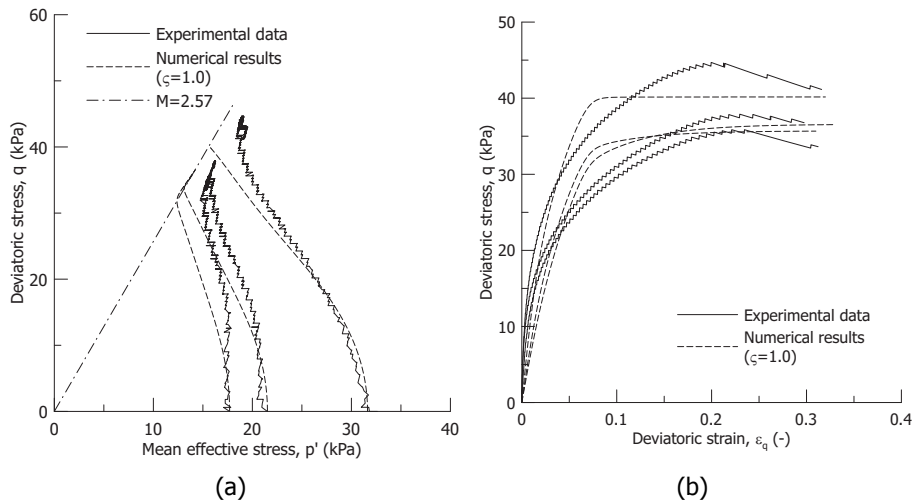 60
40
20
0
0
10
20
30
40
Deviatoric stress, q (kPa)
Mean effective stress, p' (kPa)
Experimental data
Numerical results
(ς=1.0)
M=2.57
(a)
50
40
30
20
10
0
0
0.1
0.2
0.3
0.4
Deviatoric stress, q (kPa)
Deviatoric strain, εq (-)
Experimental data
Numerical results
(ς=1.0)
(b)